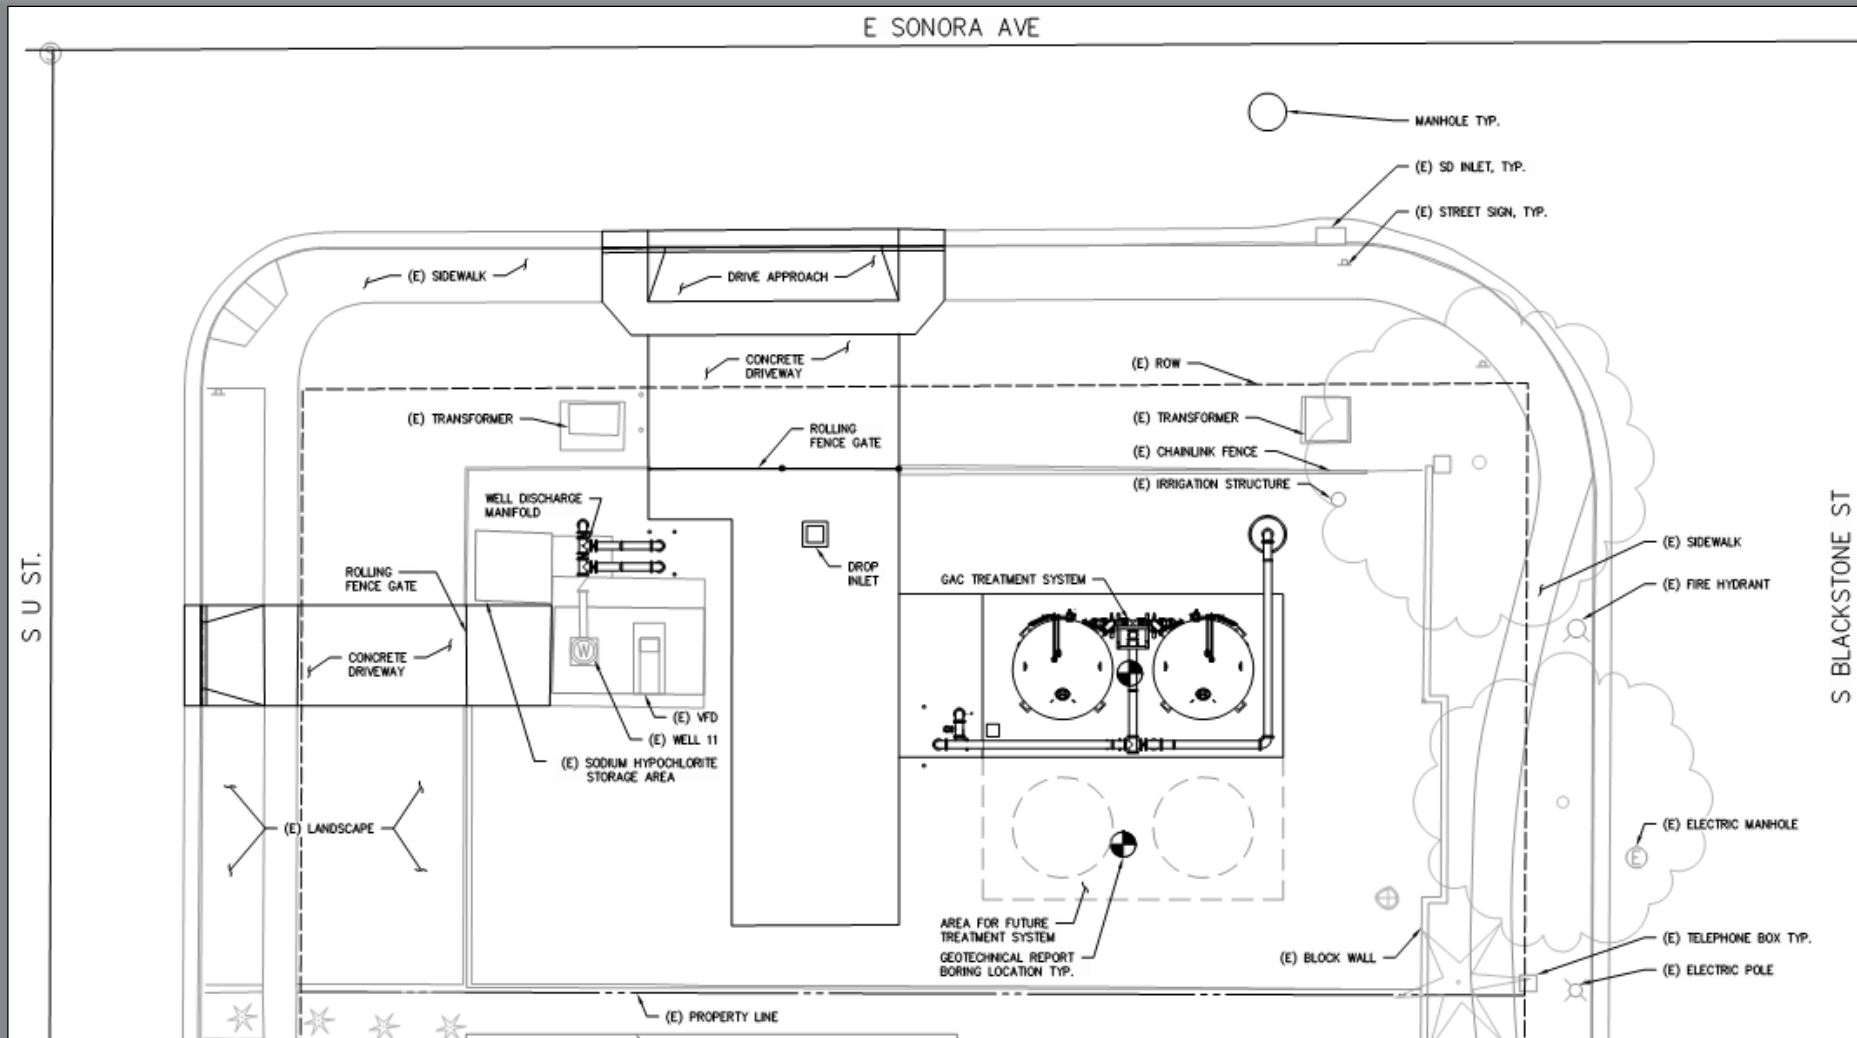 E SONORA AVE
S
MANHOLE TYP.
(E) SD INLET, TYP.
(E) STREET SIGN, TYP.
(E) SIDEWALK
DRIVE APPROACH
CONCRETE
DRIVEWAY
(E) ROW
(E) TRANSFORMER
(E) TRANSFORMER
ROLLING
FENCE GATE
(E) CHAINLINK FENCE
(E) IRRIGATION STRUCTURE
WELL DISCHARGE
MANIFOLD
S U ST.
S BLACKSTONE ST
(E) SIDEWALK
DROP
INLET
ROLLING
FENCE GATE
GAC TREATMENT SYSTEM
(E) FIRE HYDRANT
W
CONCRETE
DRIVEWAY
(E) VFD
(E) WELL 11
(E) SODIUM HYPOCHLORITE
STORAGE AREA
(E) LANDSCAPE
(E) ELECTRIC MANHOLE
E
AREA FOR FUTURE
TREATMENT SYSTEM
GEOTECHNICAL REPORT
BORING LOCATION TYP.
(E) BLOCK WALL
(E) TELEPHONE BOX TYP.
(E) ELECTRIC POLE
(E) PROPERTY LINE